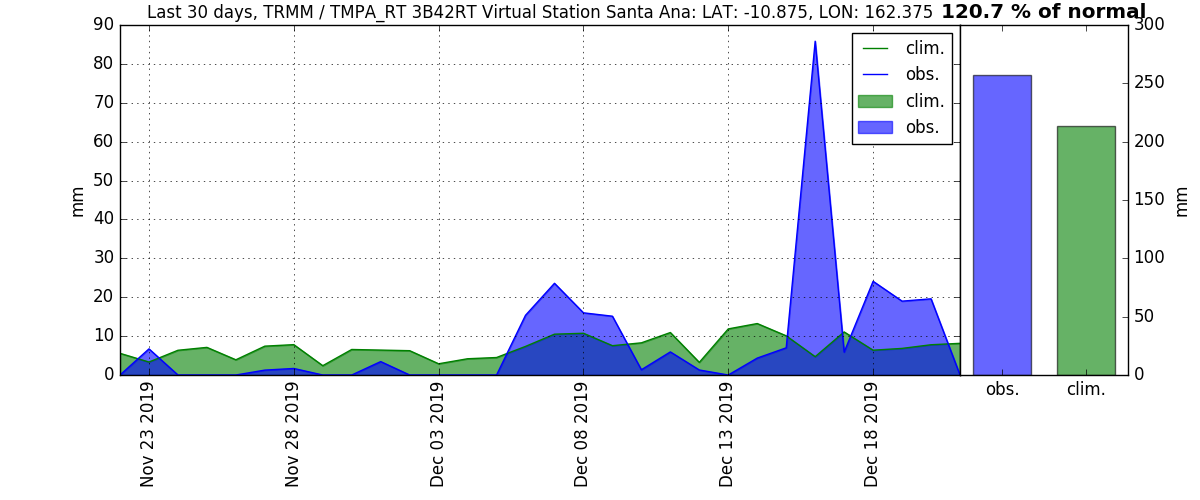 Last 30 days, TRMM / TMPA_RT 3B42RT Virtual Station Santa Ana: LAT: -10.875, LON: 162.375 120.7 % of normal
90
80
70
60
50
40
30
20
10
0
mm
clim.
obs.
clim.
obs.
Nov 23 2019
Nov 28 2019
Dec 03 2019
Dec 08 2019
Dec 13 2019
Dec 18 2019
300
250
200
150
100
50
0
mm
obs.
clim.